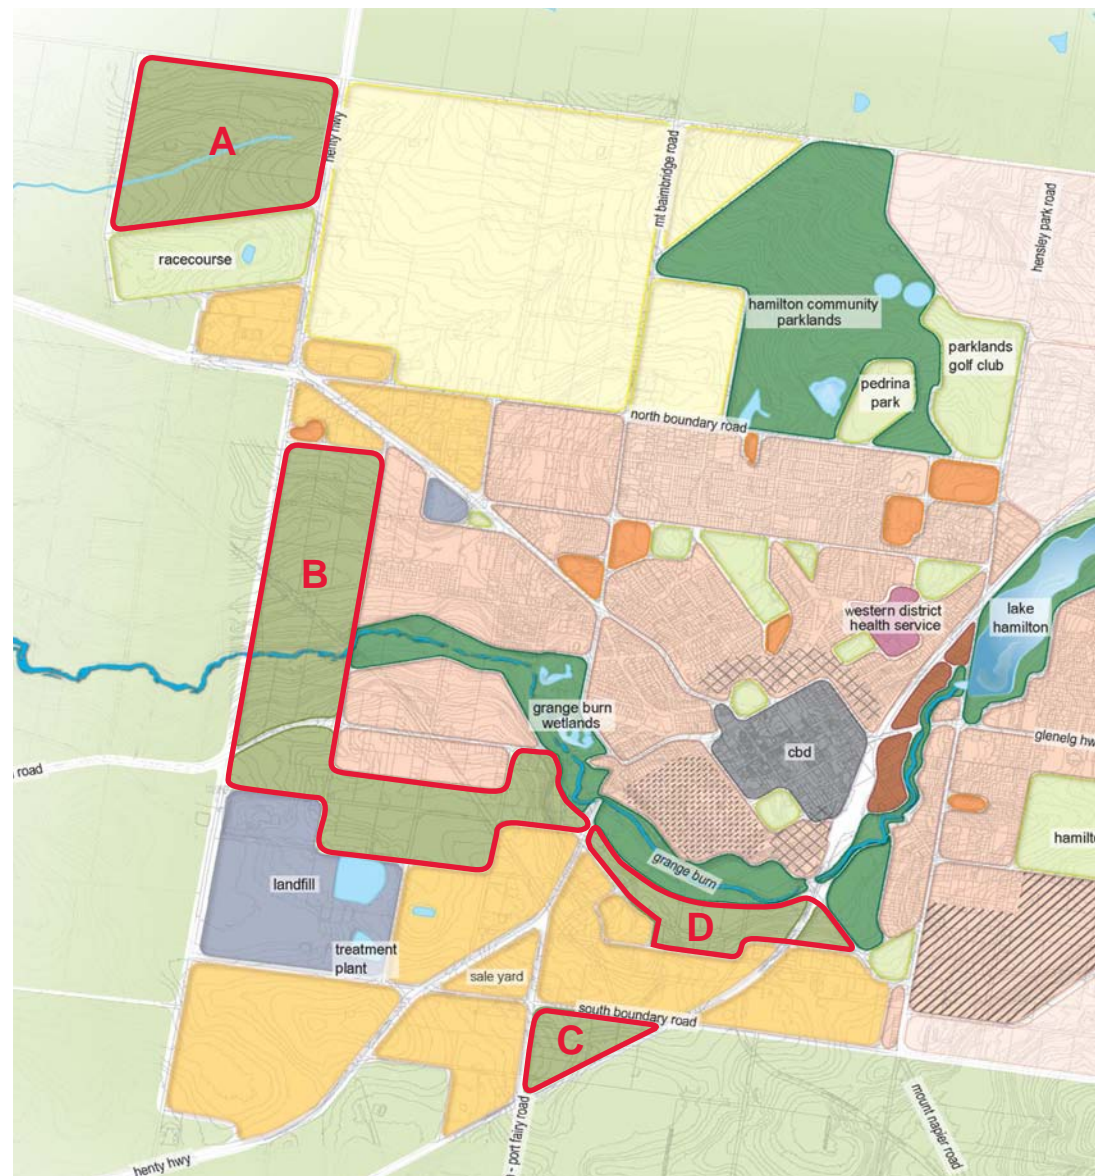 A
henty hwy
racecourse
mt baimbridge road
hensley park road
hamilton community
parklands
parklands
golf club
pedrina
park
north boundary road
B
western district
health service
lake
hamilton
grange burn
wetlands
cbd
glenelg hw
road
grange burn
hamilt
landfill
D
treatment
plant
sale yard
south boundary road
C
- port fairy road
mount napier road
henty hwy